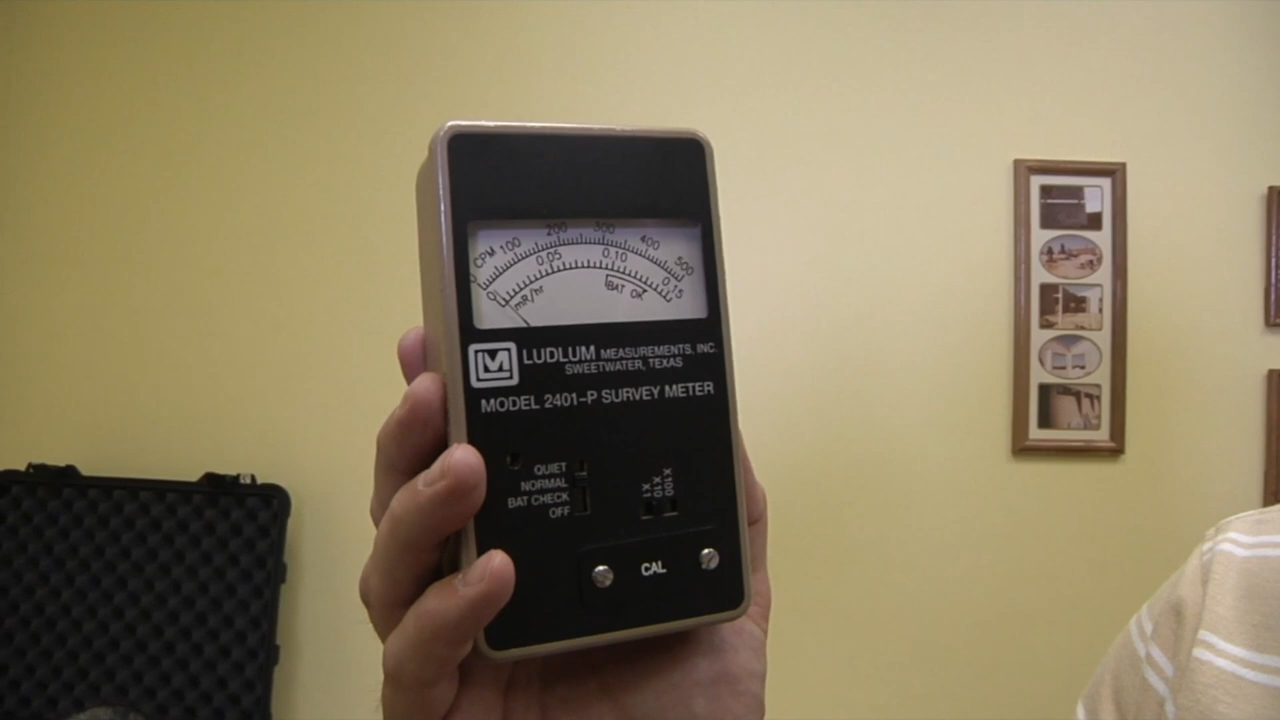 0 CPM 100 200 300 400 500
0 mR/hr 0.05 0.10 0.15
BAT OK
LM LUDLUM MEASUREMENTS, INC.
SWEETWATER, TEXAS
MODEL 2401-P SURVEY METER
QUIET
NORMAL
BAT CHECK
OFF
X1
X10
X100
CAL